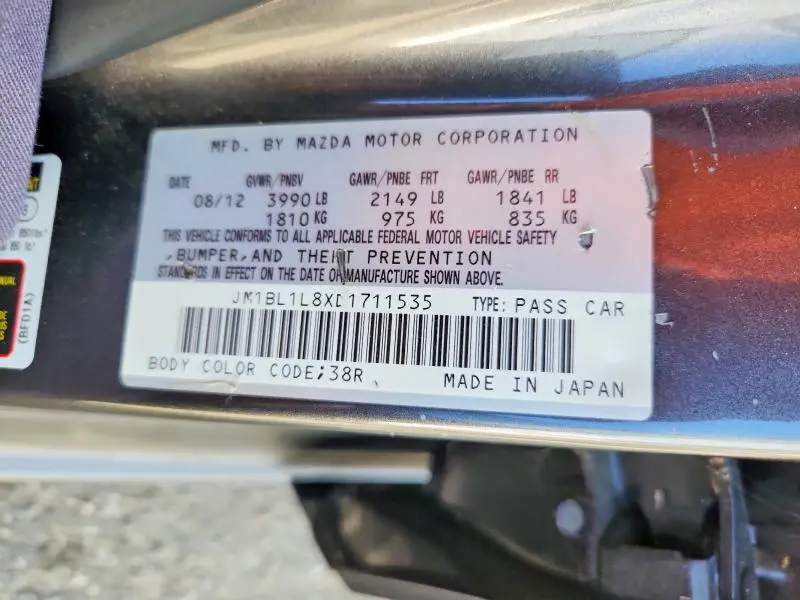 MFD. BY MAZDA MOTOR CORPORATION
DATE GVWR/PNBV GAWR/PNBE FRT GAWR/PNBE RR
08/12 3990 LB 2149 LB 1841 LB
1810 KG 975 KG 835 KG
THIS VEHICLE CONFORMS TO ALL APPLICABLE FEDERAL MOTOR VEHICLE SAFETY
,BUMPER,AND THEFT PREVENTION
STANDARDS IN EFFECT ON THE DATE OF MANUFACTURE SHOWN ABOVE.
JM1BL1L8XD1711535 TYPE: PASS CAR
BODY COLOR CODE;38R
MADE IN JAPAN
(BFD1A)